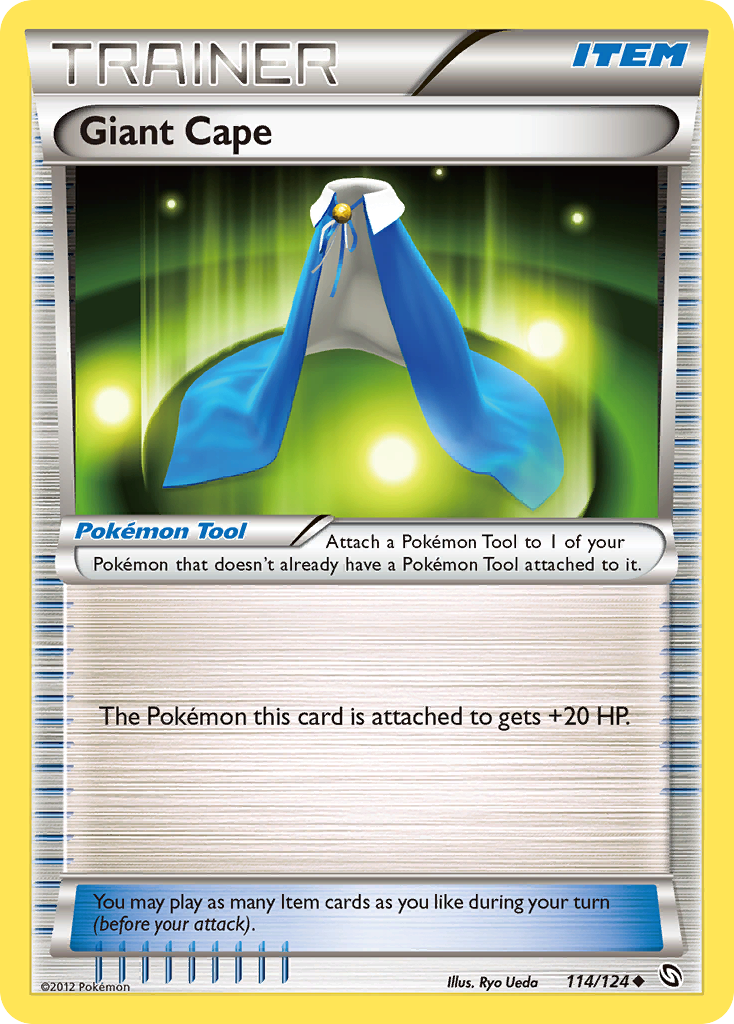 TRAINER
ITEM
Giant Cape
Pokémon Tool
Attach a Pokémon Tool to 1 of your
Pokémon that doesn't already have a Pokémon Tool attached to it.
The Pokémon this card is attached to gets +20 HP.
You may play as many Item cards as you like during your turn
(before your attack).
©2012 Pokémon
Illus. Ryo Ueda
114/124